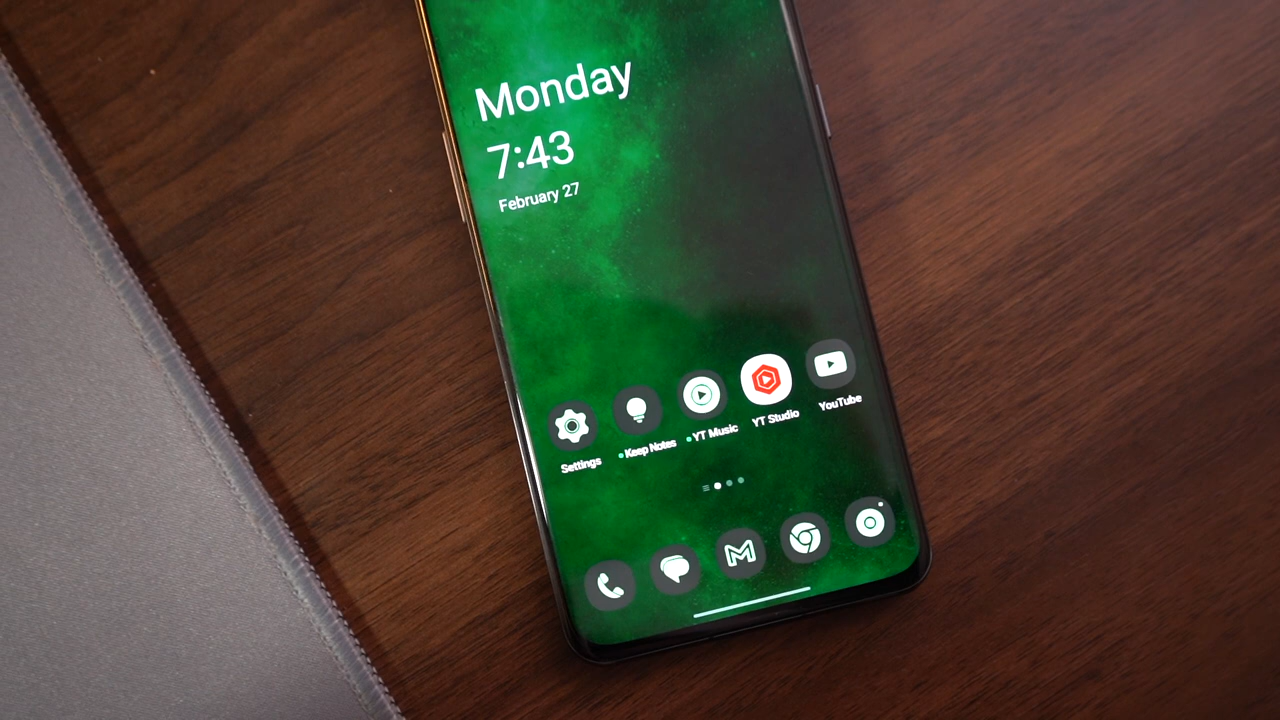 Monday
7:43
February 27
Settings
Keep Notes
YT Music
YT Studio
YouTube